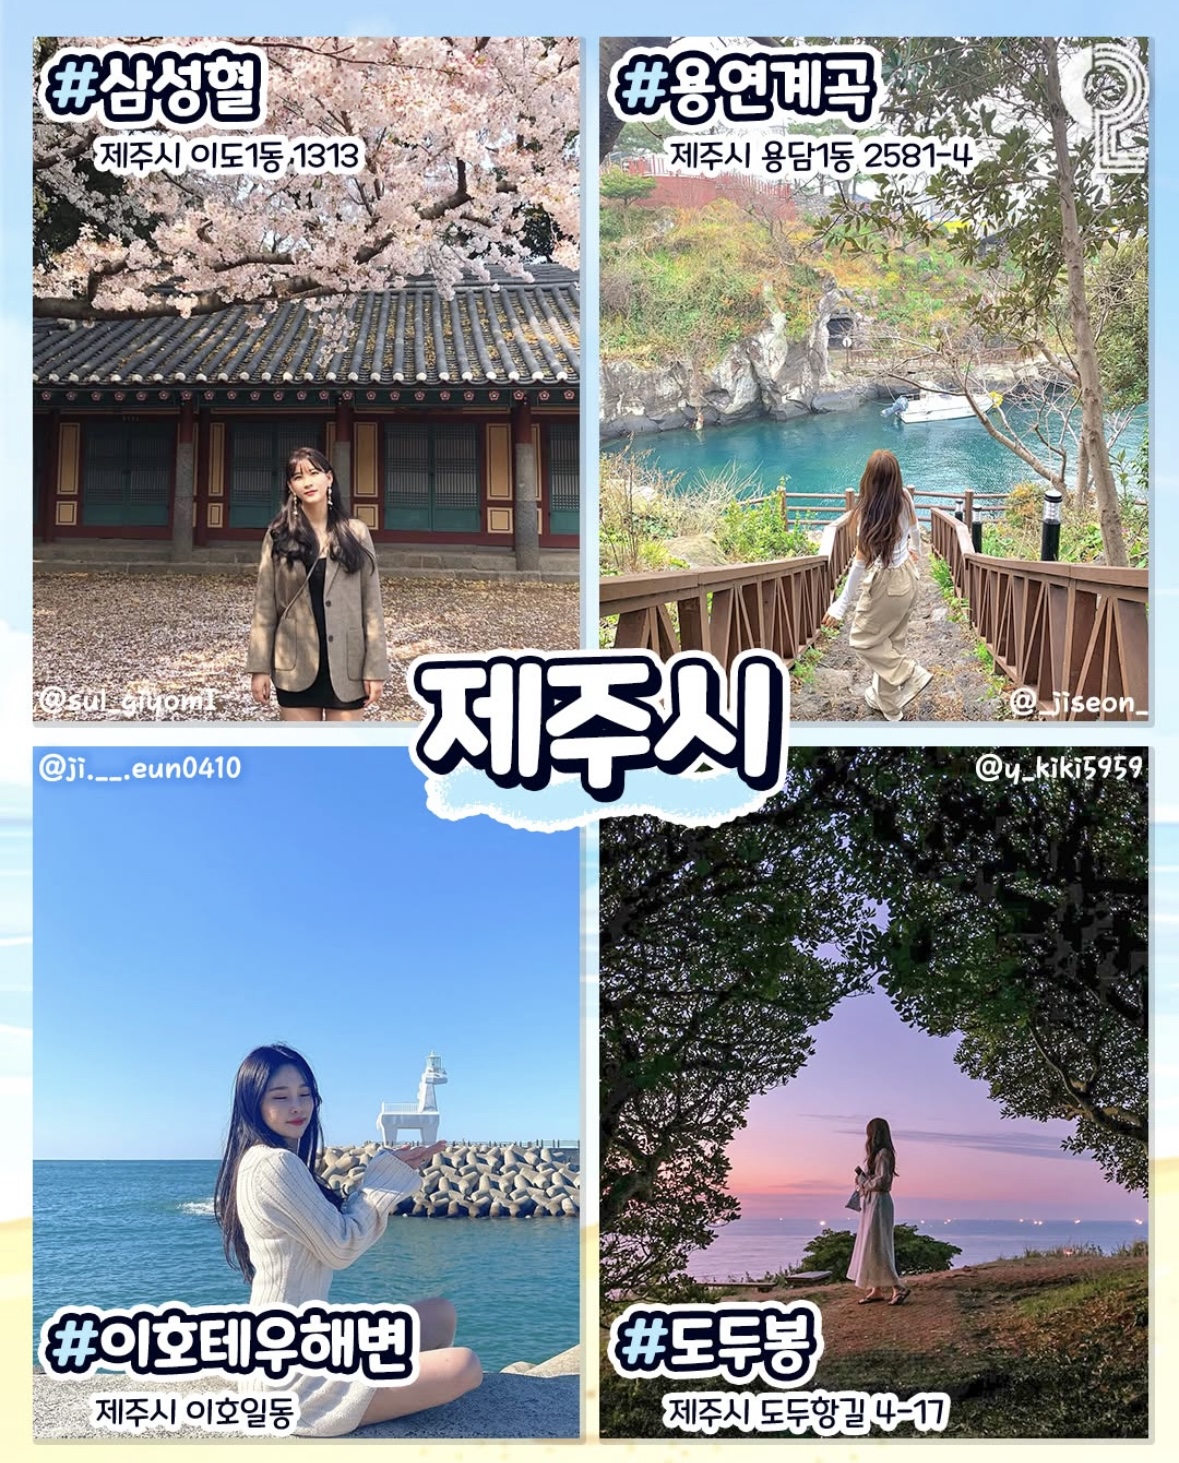 #삼성혈
제주시 이도1동 1313
@sul_giyom1
#용연계곡
제주시 용담1동 2581-4
@_jiseon_
제주시
@ji.__.eun0410
#이호테우해변
제주시 이호일동
@y_kiki5959
#도두봉
제주시 도두항길 4-17